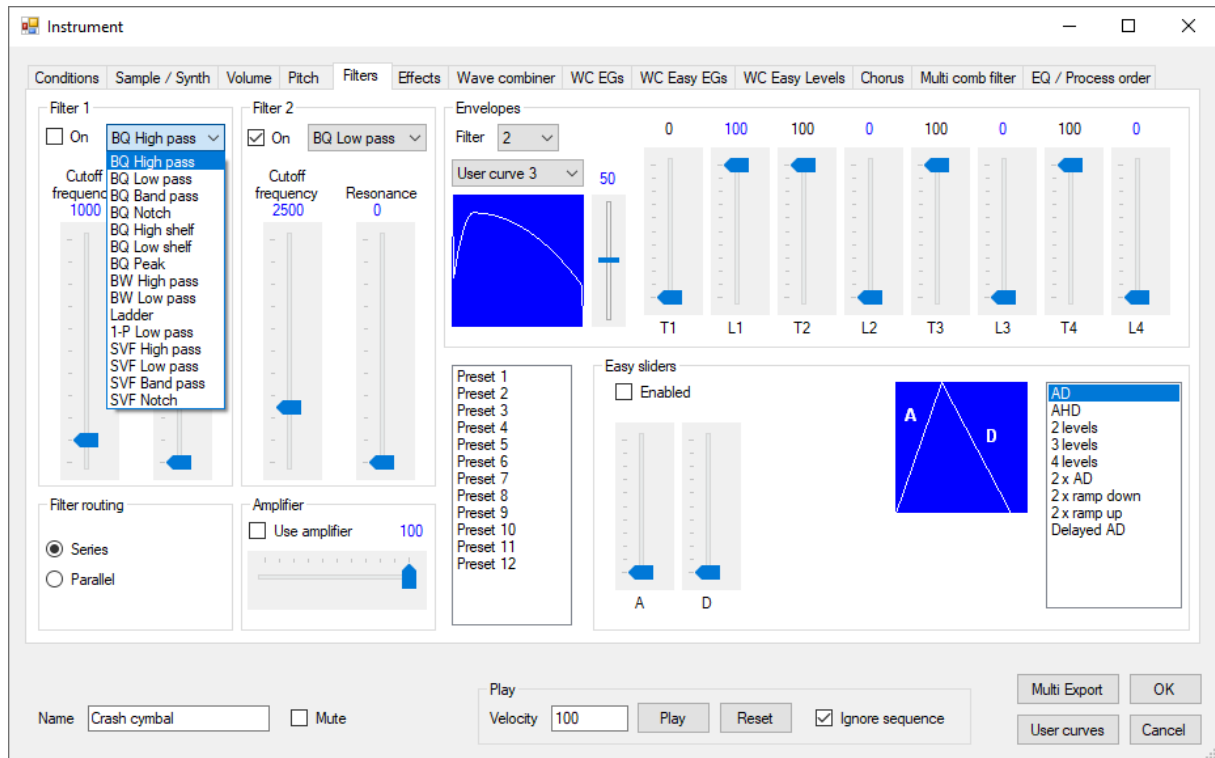 Instrument
Conditions Sample / Synth Volume Pitch Filters Effects Wave combiner WC EGs WC Easy EGs WC Easy Levels Chorus Multi comb filter EQ / Process order
Filter 1
On BQ High pass
BQ High pass
BQ Low pass
BQ Band pass
BQ Notch
BQ High shelf
BQ Low shelf
BQ Peak
BW High pass
BW Low pass
Ladder
1-P Low pass
SVF High pass
SVF Low pass
SVF Band pass
SVF Notch
Cutoff
frequenc
1000
Filter 2
On BQ Low pass
Cutoff
frequency Resonance
2500 0
Envelopes
Filter 2
User curve 3 50
0 100 100 0 100 0 100 0
T1 L1 T2 L2 T3 L3 T4 L4
Filter routing
Series
Parallel
Amplifier
Use amplifier 100
Preset 1
Preset 2
Preset 3
Preset 4
Preset 5
Preset 6
Preset 7
Preset 8
Preset 9
Preset 10
Preset 11
Preset 12
Easy sliders
Enabled
A D
A
D
AD
AHD
2 levels
3 levels
4 levels
2 x AD
2 x ramp down
2 x ramp up
Delayed AD
Name Crash cymbal Mute
Play
Velocity 100 Play Reset Ignore sequence
Multi Export OK
User curves Cancel